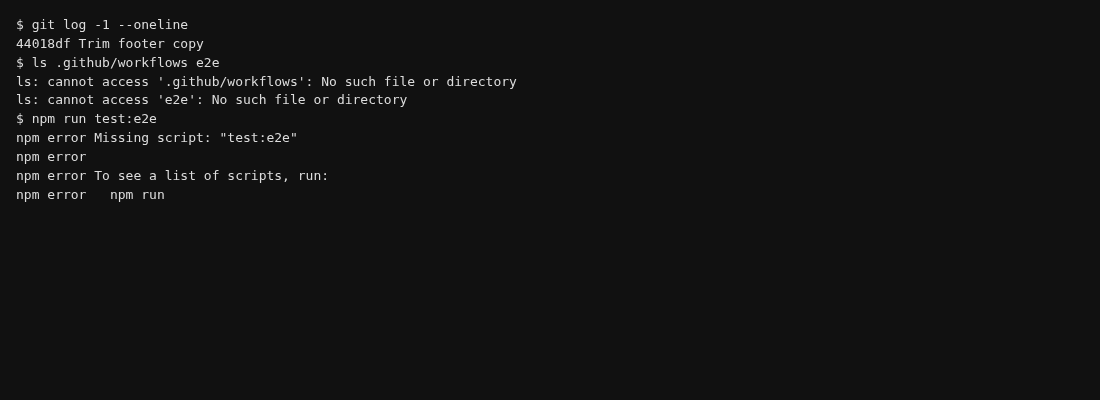 $ git log -1 --oneline
44018df Trim footer copy
$ ls .github/workflows e2e
ls: cannot access '.github/workflows': No such file or directory
ls: cannot access 'e2e': No such file or directory
$ npm run test:e2e
npm error Missing script: "test:e2e"
npm error
npm error To see a list of scripts, run:
npm error   npm run